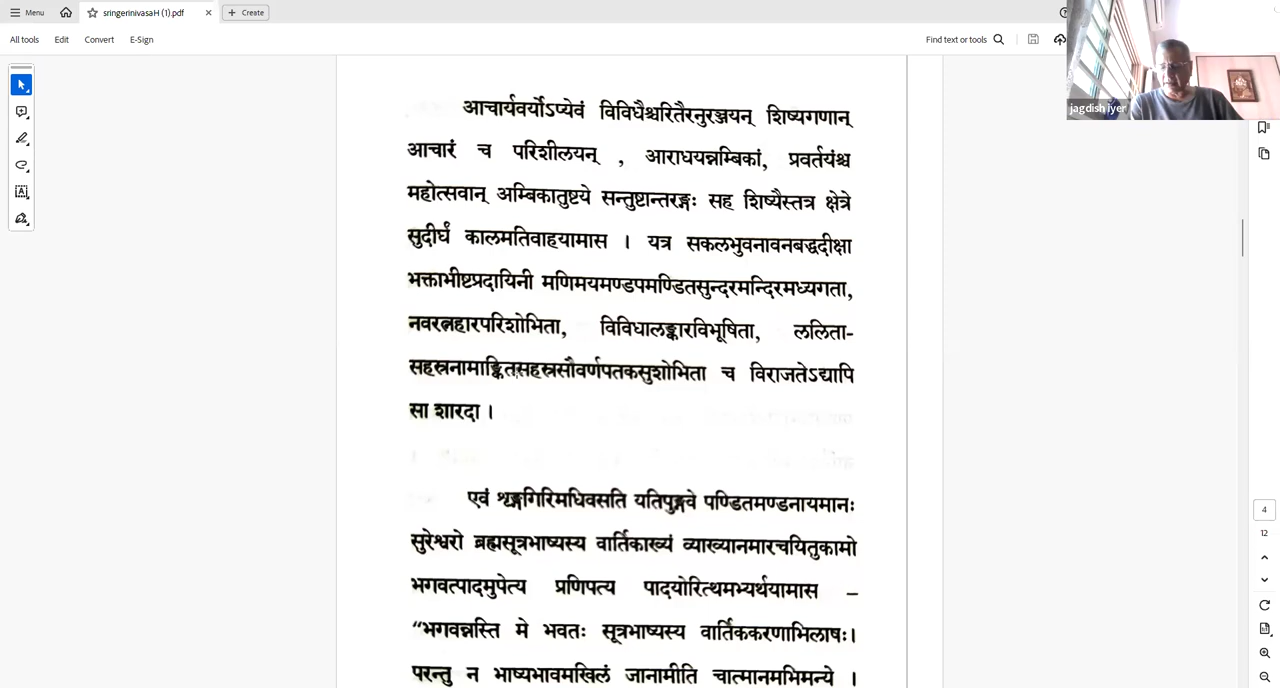 Menu
sringerinivasaH (1).pdf
Create
All tools
Edit
Convert
E-Sign
Find text or tools
jagdish iyer
आचार्यवर्योऽप्येवं विविधैश्चरितैरनुरञ्जयन् शिष्यगणान्
आचारं च परिशीलयन् , आराधयन्नम्बिकां, प्रवर्तयंश्च
महोत्सवान् अम्बिकातुष्टये सन्तुष्टान्तरङ्गः सह शिष्यैस्तत्र क्षेत्रे
सुदीर्घं कालमतिवाहयामास । यत्र सकलभुवनावनबद्धदीक्षा
भक्ताभीष्टप्रदायिनी मणिमयमण्डपमण्डितसुन्दरमन्दिरमध्यगता,
नवरत्नहारपरिशोभिता, विविधालङ्कारविभूषिता, ललिता-
सहस्रनामाङ्कितसहस्रसौवर्णपतकसुशोभिता च विराजतेऽद्यापि
सा शारदा ।
एवं शृङ्गगिरिमधिवसति यतिपुङ्गवे पण्डितमण्डनायमानः
सुरेश्वरो ब्रह्मसूत्रभाष्यस्य वार्तिकाख्यं व्याख्यानमारचयितुकामो
भगवत्पादमुपेत्य प्रणिपत्य पादयोरित्थमभ्यर्थयामास –
“भगवन्नस्ति मे भवतः सूत्रभाष्यस्य वार्तिककरणाभिलाषः।
परन्तु न भाष्यभावमखिलं जानामीति चात्मानमभिमन्ये ।
4
12